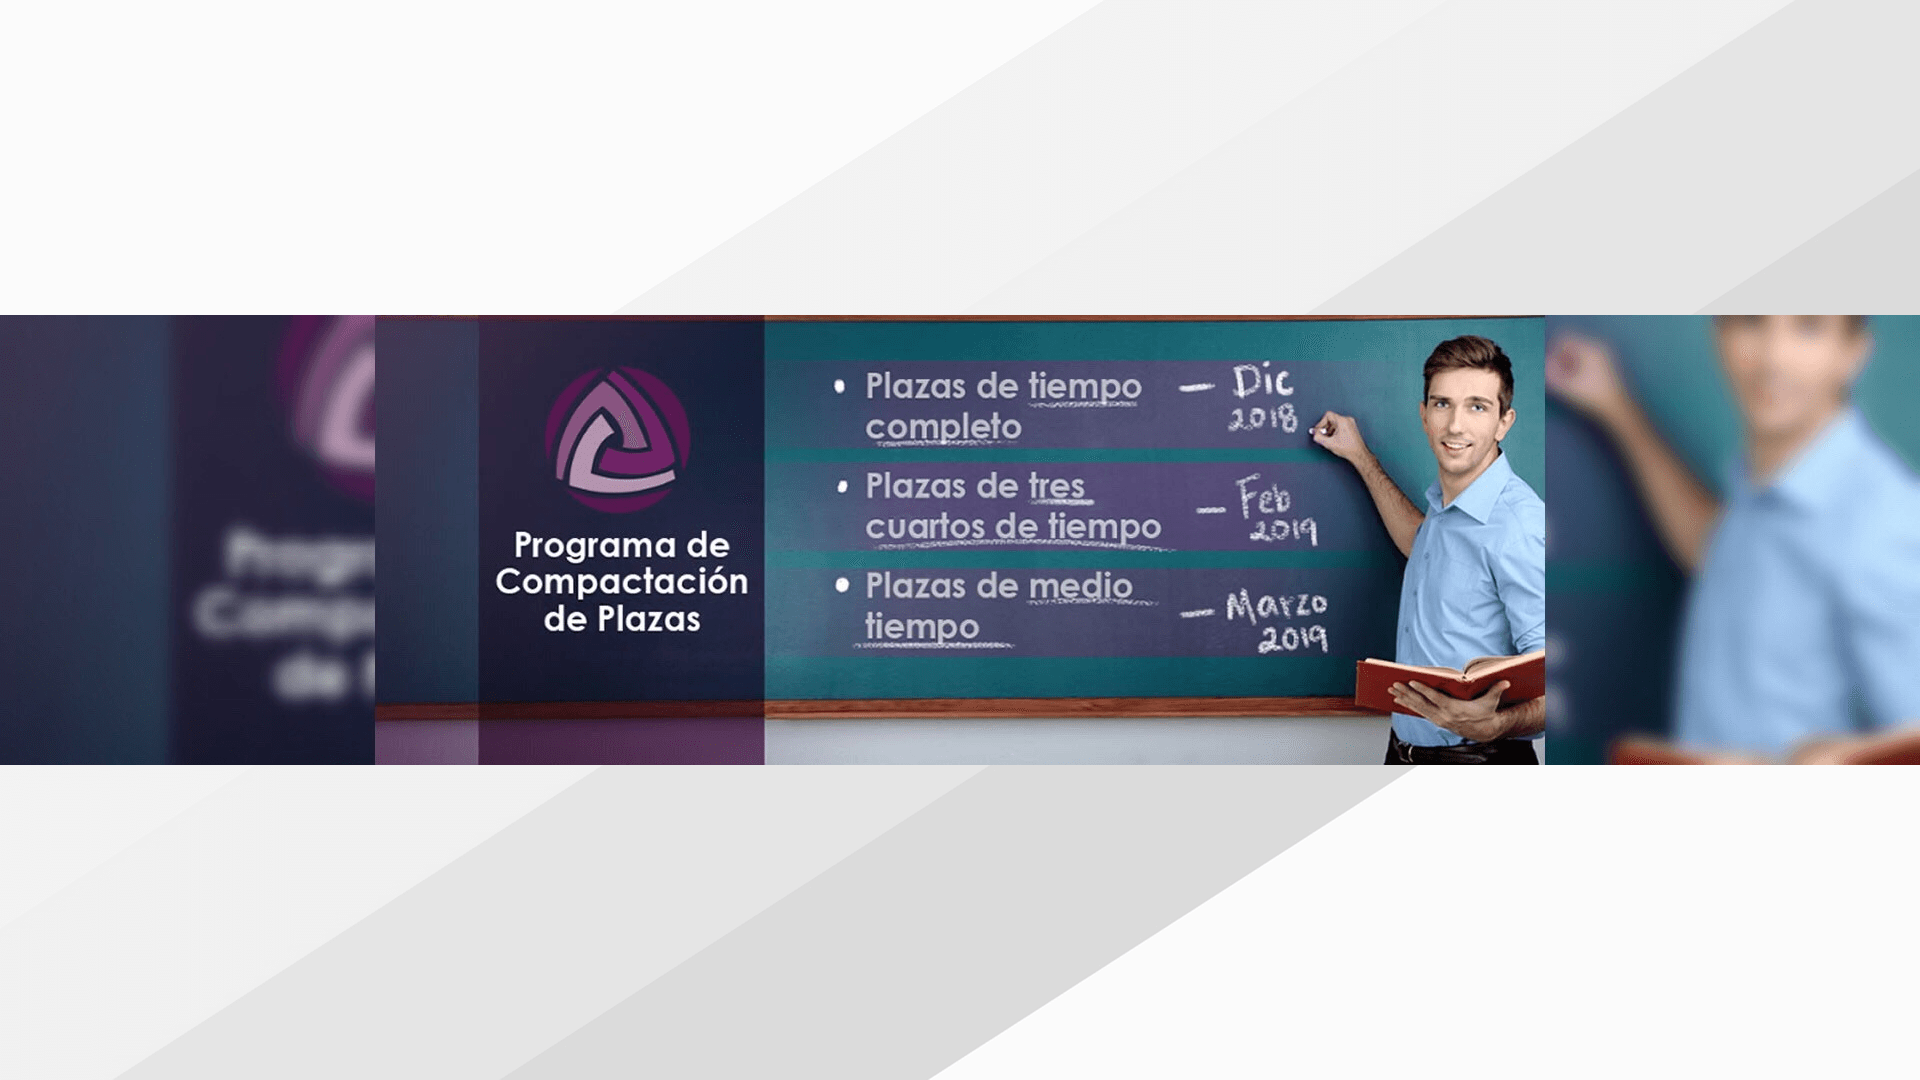 Programa de
Compactación
de Plazas
• Plazas de tiempo
completo
— Dic
2018
• Plazas de tres
cuartos de tiempo
— Feb
2019
• Plazas de medio
tiempo
— Marzo
2019